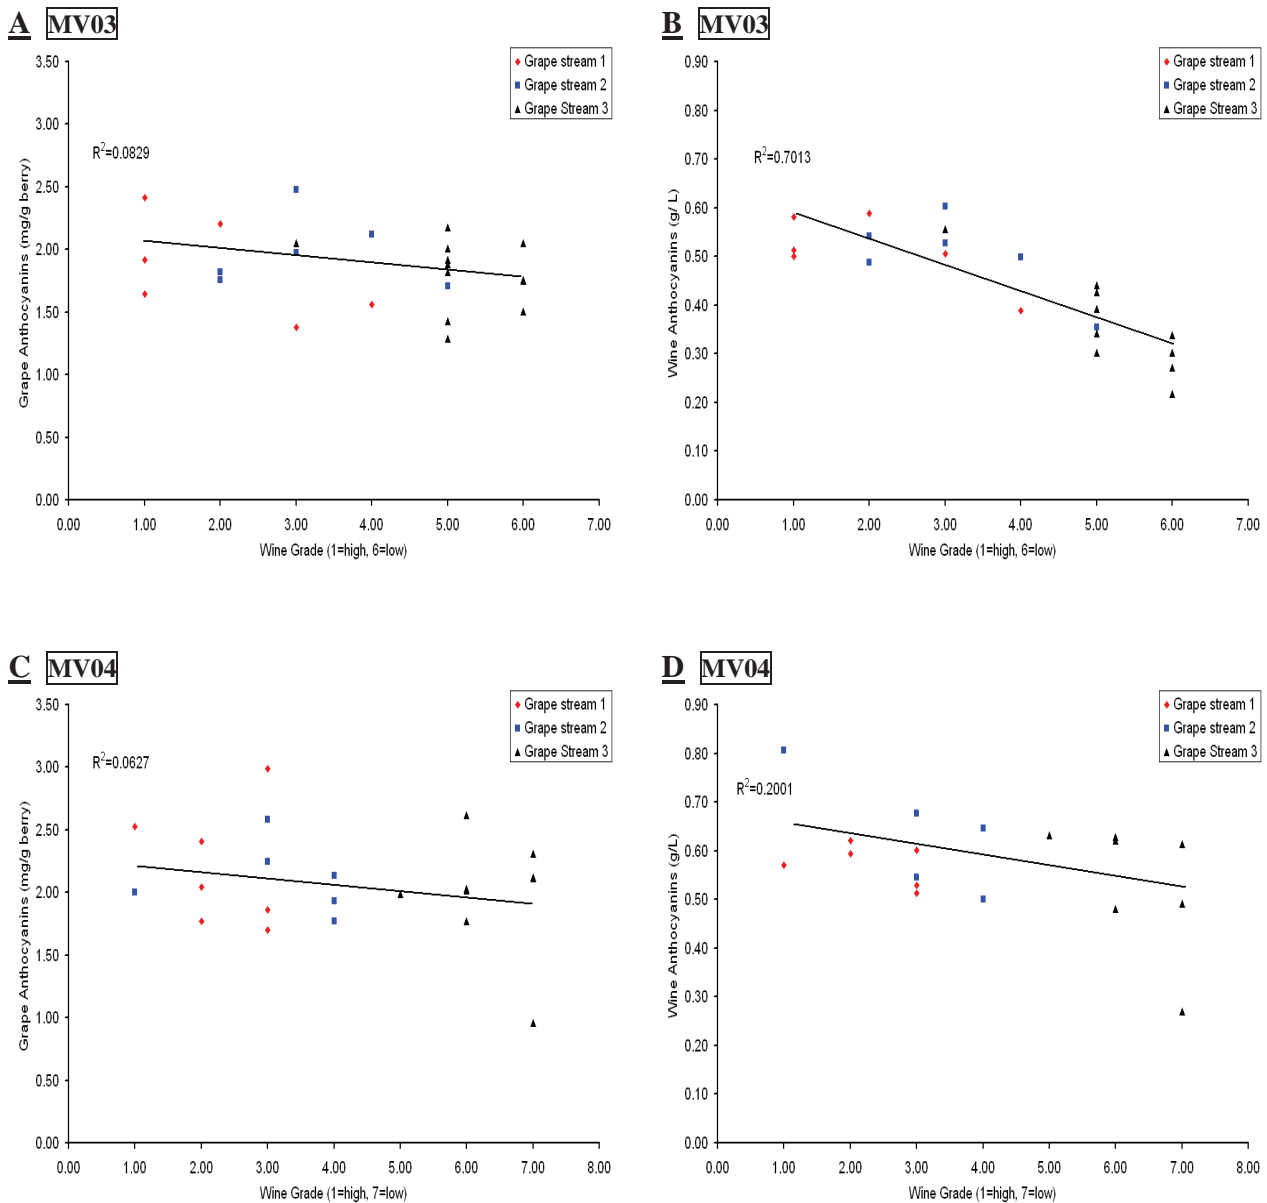 A MV03
Grape stream 1
Grape stream 2
Grape Stream 3
R²=0.0829
Grape Anthocyanins (mg/g berry)
3.50
3.00
2.50
2.00
1.50
1.00
0.50
0.00
0.00 1.00 2.00 3.00 4.00 5.00 6.00 7.00
Wine Grade (1=high, 6=low)
B MV03
Grape stream 1
Grape stream 2
Grape Stream 3
R²=0.7013
Wine Anthocyanins (g/ L)
0.90
0.80
0.70
0.60
0.50
0.40
0.30
0.20
0.10
0.00
0.00 1.00 2.00 3.00 4.00 5.00 6.00 7.00
Wine Grade (1=high, 6=low)
C MV04
Grape stream 1
Grape stream 2
Grape Stream 3
R²=0.0627
Grape Anthocyanins (mg/g berry)
3.50
3.00
2.50
2.00
1.50
1.00
0.50
0.00
0.00 1.00 2.00 3.00 4.00 5.00 6.00 7.00 8.00
Wine Grade (1=high, 7=low)
D MV04
Grape stream 1
Grape stream 2
Grape Stream 3
R²=0.2001
Wine Anthocyanins (g/L)
0.90
0.80
0.70
0.60
0.50
0.40
0.30
0.20
0.10
0.00
0.00 1.00 2.00 3.00 4.00 5.00 6.00 7.00 8.00
Wine Grade (1=high, 7=low)